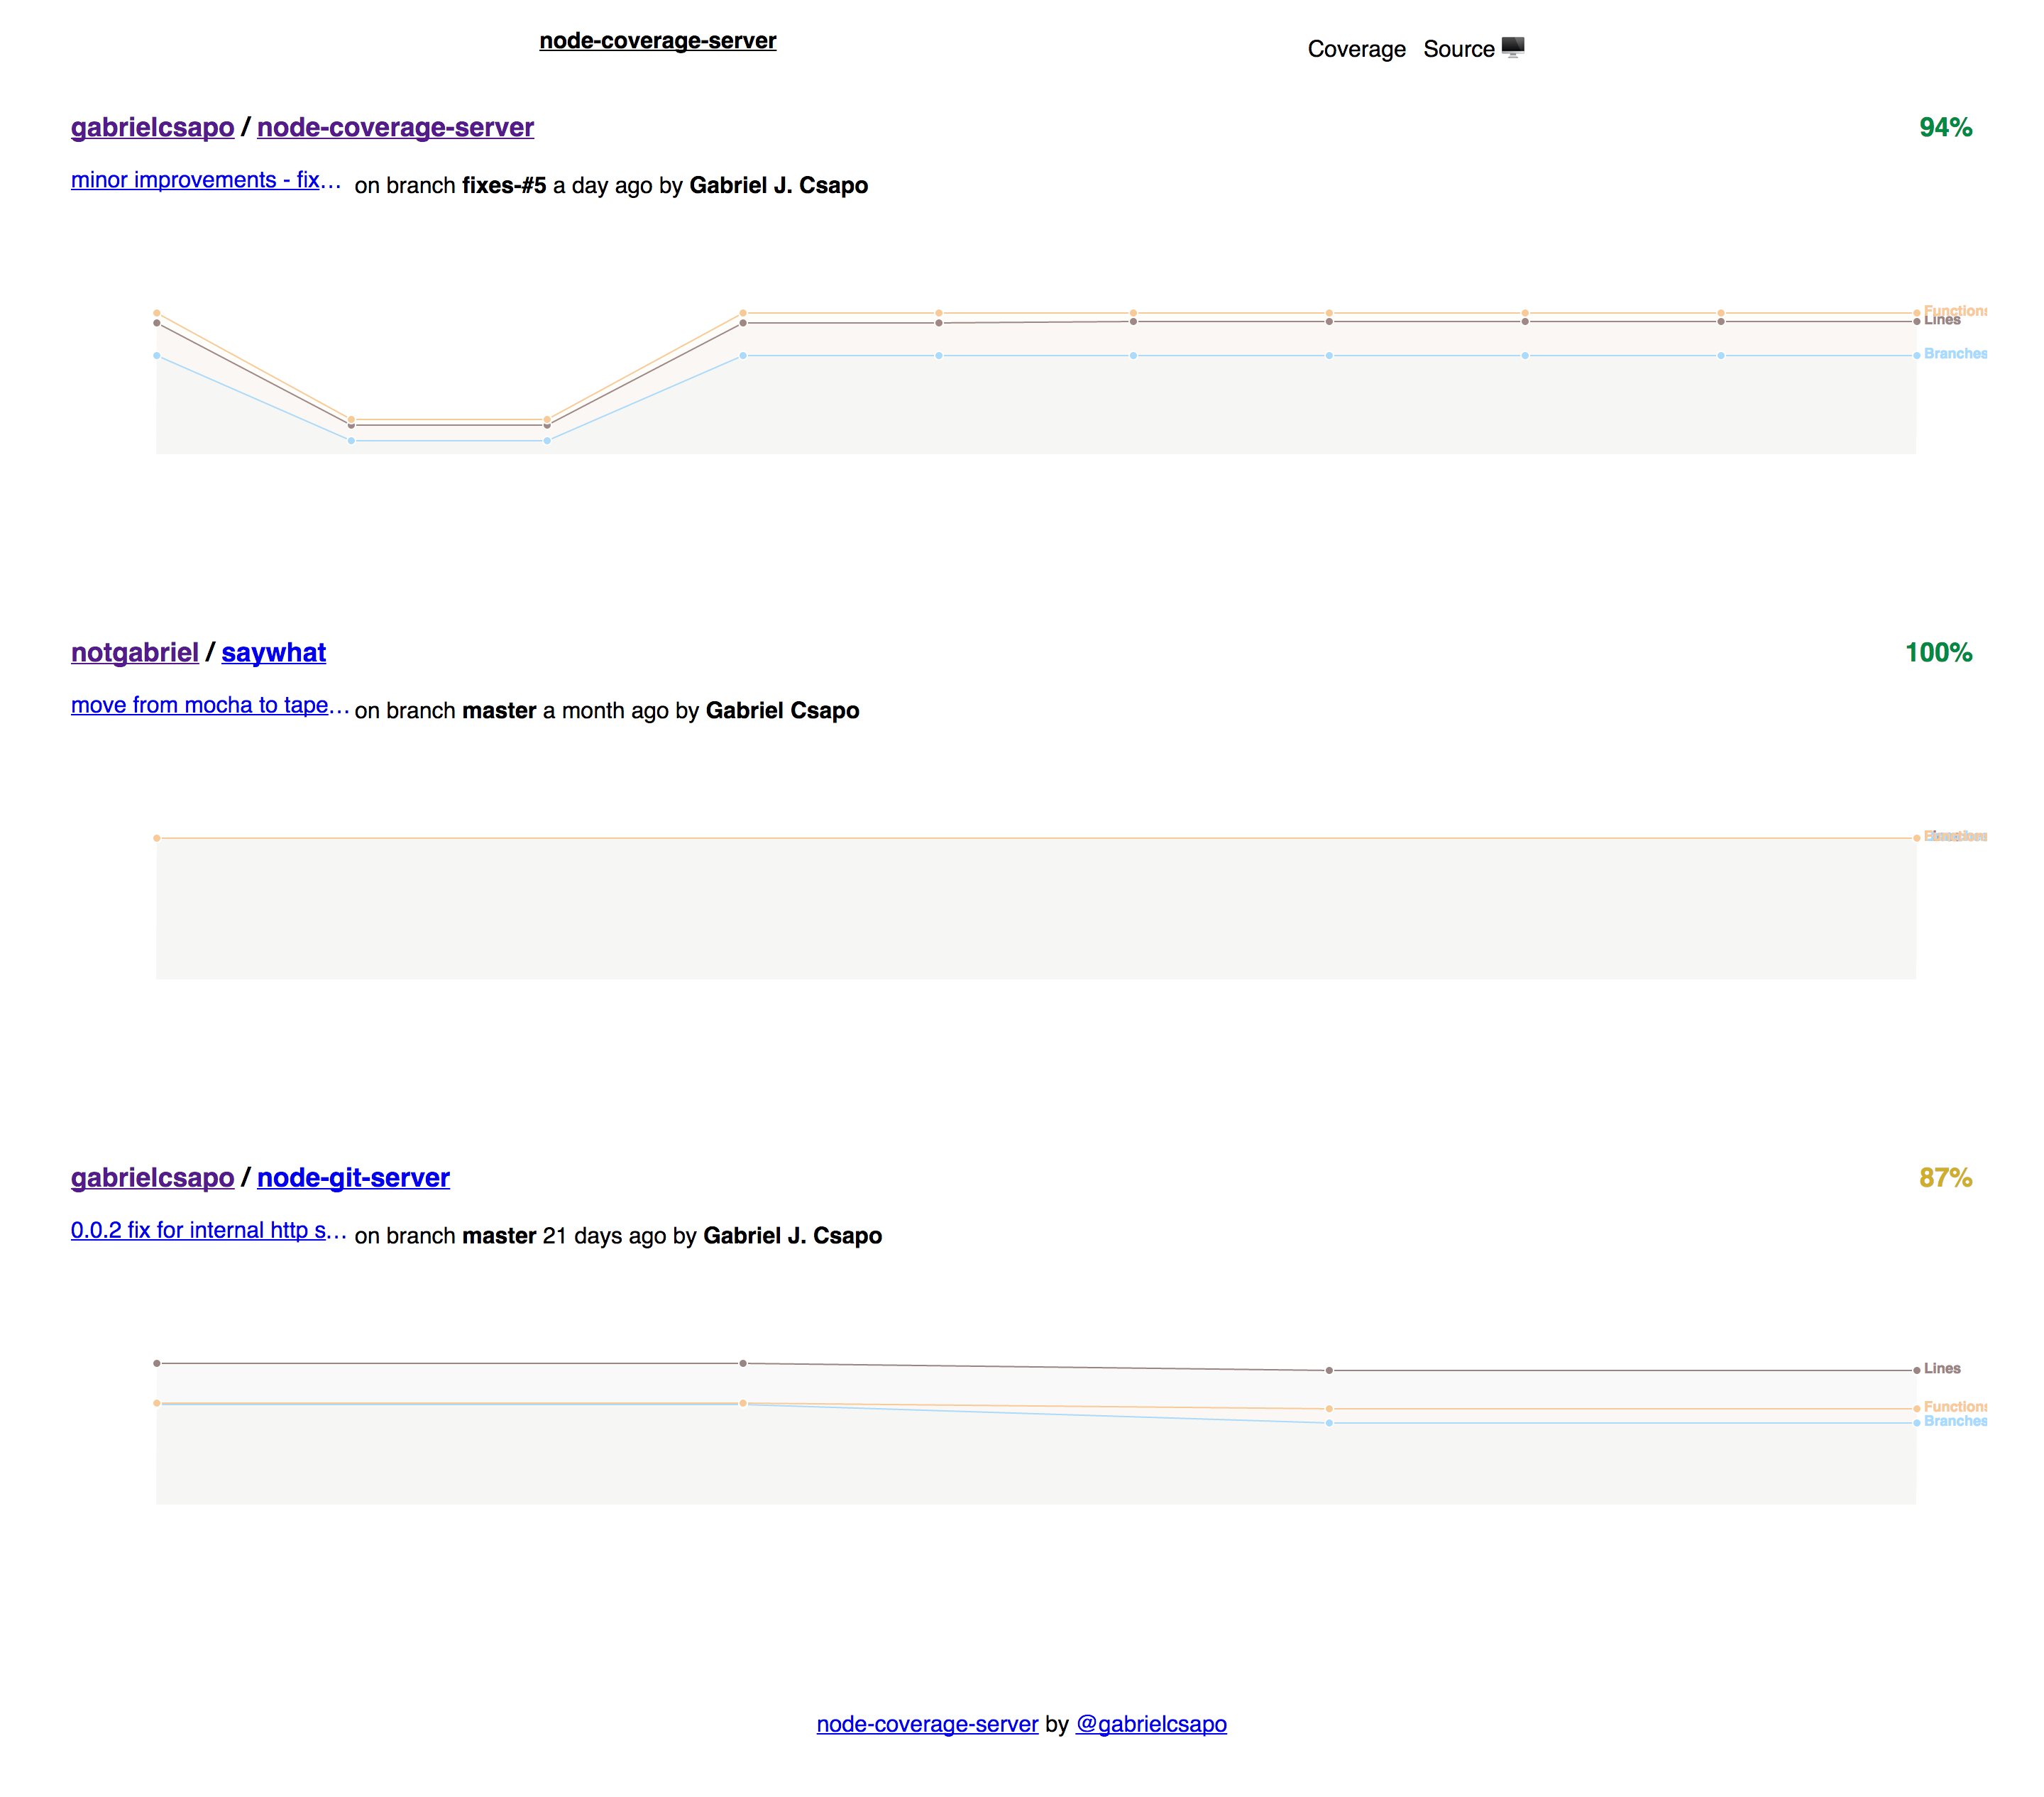 node-coverage-server
Coverage Source 🖥
gabrielcsapo / node-coverage-server 94%
minor improvements - fix… on branch fixes-#5 a day ago by Gabriel J. Csapo
Functions
Lines
Branches
notgabriel / saywhat 100%
move from mocha to tape… on branch master a month ago by Gabriel Csapo
gabrielcsapo / node-git-server 87%
0.0.2 fix for internal http s… on branch master 21 days ago by Gabriel J. Csapo
Lines
Functions
Branches
node-coverage-server by @gabrielcsapo